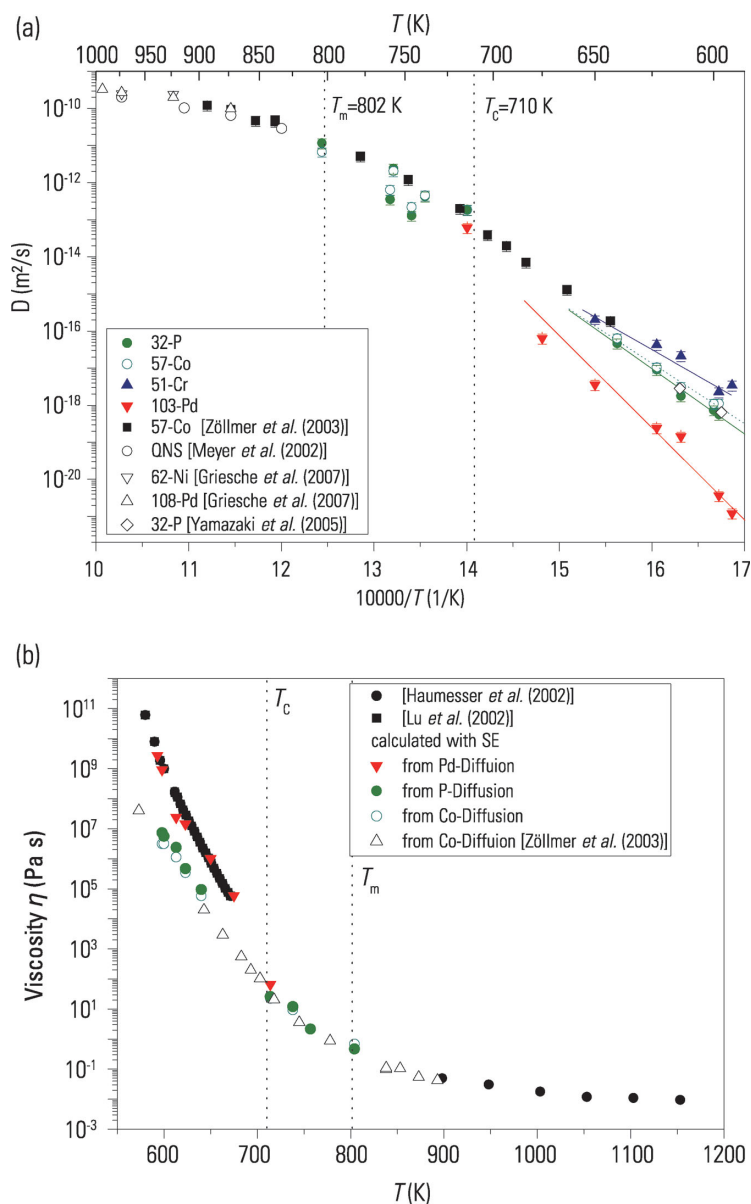 (a)
T (K)
1000 950 900 850 800 750 700 650 600
T_m=802 K
T_C=710 K
10^-10
10^-12
10^-14
10^-16
10^-18
10^-20
D (m²/s)
32-P
57-Co
51-Cr
103-Pd
57-Co [Zöllmer et al. (2003)]
QNS [Meyer et al. (2002)]
62-Ni [Griesche et al. (2007)]
108-Pd [Griesche et al. (2007)]
32-P [Yamazaki et al. (2005)]
10 11 12 13 14 15 16 17
10000/T (1/K)
(b)
T_C
T_m
[Haumesser et al. (2002)]
[Lu et al. (2002)]
calculated with SE
from Pd-Diffuion
from P-Diffusion
from Co-Diffusion
from Co-Diffuion [Zöllmer et al. (2003)]
10^11
10^9
10^7
10^5
10^3
10^1
10^-1
10^-3
Viscosity η (Pa s)
600 700 800 900 1000 1100 1200
T (K)